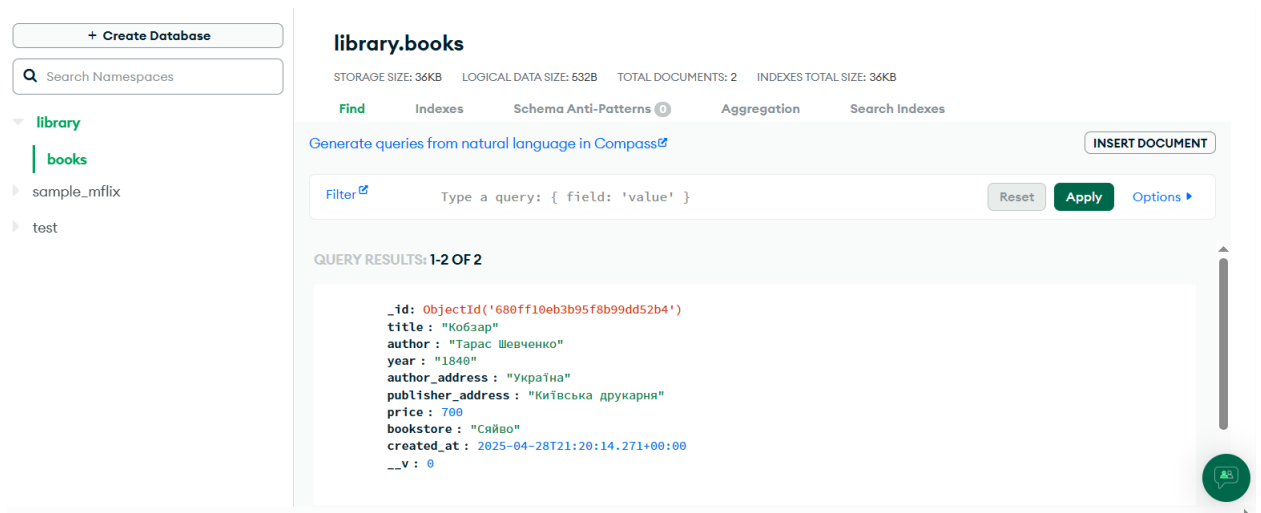 + Create Database
Search Namespaces
library
books
sample_mflix
test
library.books
STORAGE SIZE: 36KB LOGICAL DATA SIZE: 532B TOTAL DOCUMENTS: 2 INDEXES TOTAL SIZE: 36KB
Find Indexes Schema Anti-Patterns 0 Aggregation Search Indexes
Generate queries from natural language in Compass
INSERT DOCUMENT
Filter Type a query: { field: 'value' } Reset Apply Options
QUERY RESULTS: 1-2 OF 2
_id: ObjectId('680ff10eb3b95f8b99dd52b4')
title : "Кобзар"
author : "Тарас Шевченко"
year : "1840"
author_address : "Україна"
publisher_address : "Київська друкарня"
price : 700
bookstore : "Сяйво"
created_at : 2025-04-28T21:20:14.271+00:00
__v : 0